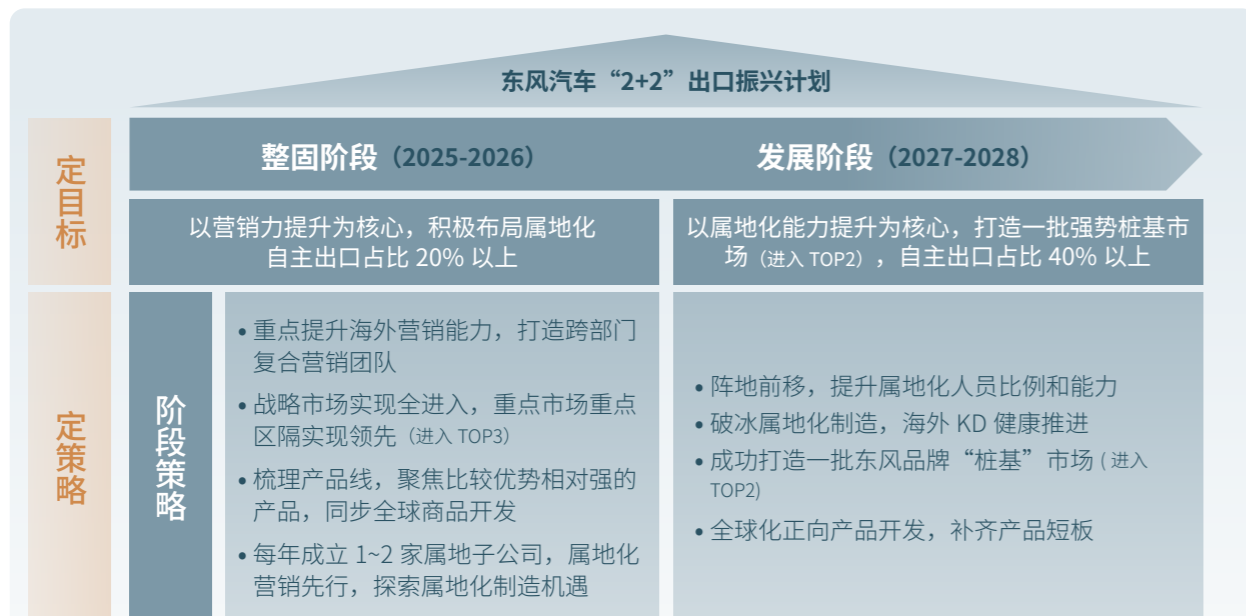 东风汽车“2+2”出口振兴计划
定目标
整固阶段（2025-2026）
发展阶段（2027-2028）
以营销力提升为核心，积极布局属地化
自主出口占比 20% 以上
以属地化能力提升为核心，打造一批强势桩基市
场（进入 TOP2），自主出口占比 40% 以上
定策略
阶段策略
• 重点提升海外营销能力，打造跨部门
复合营销团队
• 战略市场实现全进入，重点市场重点
区隔实现领先（进入 TOP3）
• 梳理产品线，聚焦比较优势相对强的
产品，同步全球商品开发
• 每年成立 1~2 家属地子公司，属地化
营销先行，探索属地化制造机遇
• 阵地前移，提升属地化人员比例和能力
• 破冰属地化制造，海外 KD 健康推进
• 成功打造一批东风品牌“桩基”市场 ( 进入
TOP2)
• 全球化正向产品开发，补齐产品短板